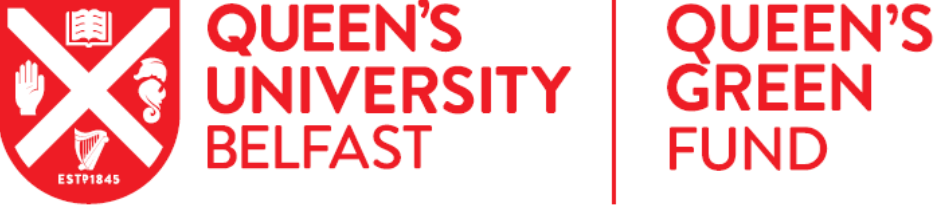 QUEEN'S
UNIVERSITY
BELFAST
ESTD1845
QUEEN'S
GREEN
FUND